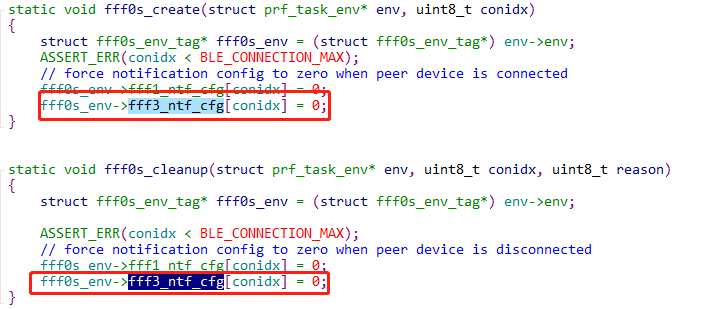 static void fff0s_create(struct prf_task_env* env, uint8_t conidx)
{
    struct fff0s_env_tag* fff0s_env = (struct fff0s_env_tag*) env->env;
    ASSERT_ERR(conidx < BLE_CONNECTION_MAX);
    // force notification config to zero when peer device is connected
    fff0s_env->fff1_ntf_cfg[conidx] = 0;
    fff0s_env->fff3_ntf_cfg[conidx] = 0;
}
static void fff0s_cleanup(struct prf_task_env* env, uint8_t conidx, uint8_t reason)
{
    struct fff0s_env_tag* fff0s_env = (struct fff0s_env_tag*) env->env;
    ASSERT_ERR(conidx < BLE_CONNECTION_MAX);
    // force notification config to zero when peer device is disconnected
    fff0s_env->fff1_ntf_cfg[conidx] = 0;
    fff0s_env->fff3_ntf_cfg[conidx] = 0;
}